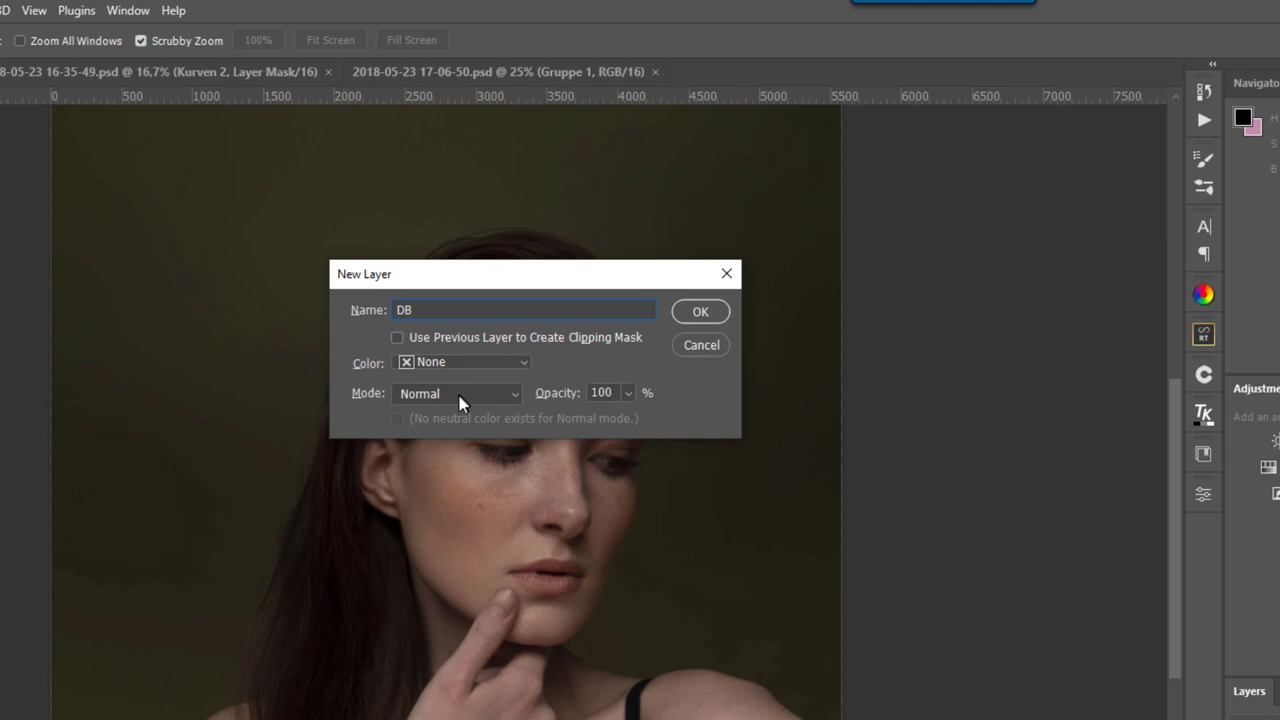 3D View Plugins Window Help
Zoom All Windows Scrubby Zoom 100% Fit Screen Fill Screen
8-05-23 16-35-49.psd @ 16,7% (Kurven 2, Layer Mask/16) × 2018-05-23 17-06-50.psd @ 25% (Gruppe 1, RGB/16) ×
0 500 1000 1500 2000 2500 3000 3500 4000 4500 5000 5500 6000 6500 7000 7500
Navigato
H
S
B
New Layer
Name: DB
OK
Use Previous Layer to Create Clipping Mask
Cancel
Color: None
Mode: Normal Opacity: 100 %
(No neutral color exists for Normal mode.)
A
RT
C
TK
Adjustme
Add an a
Layers